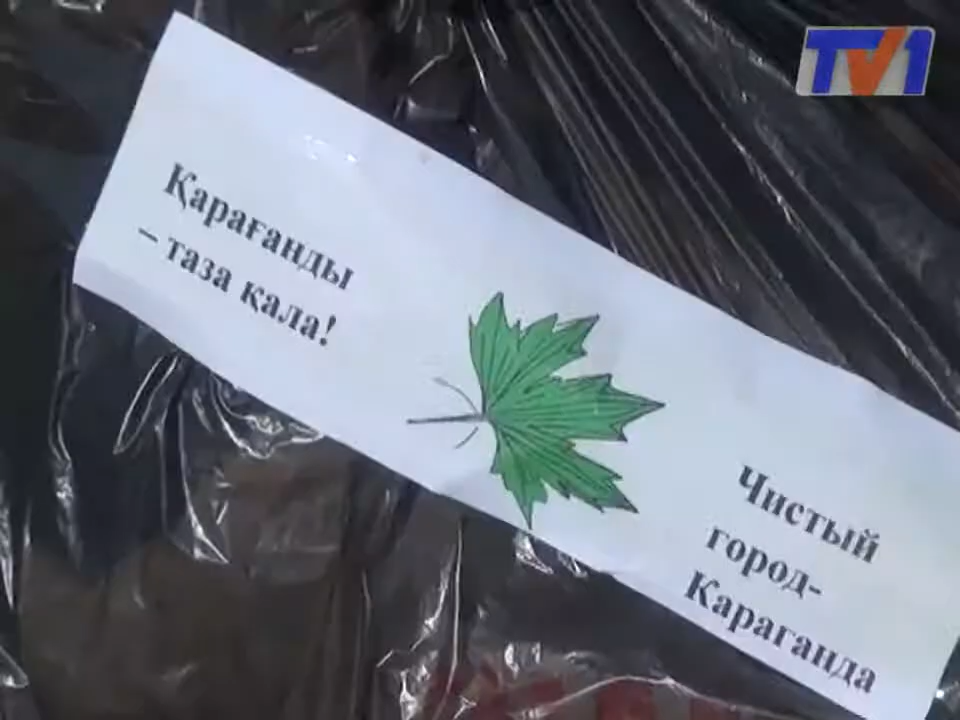 TV1
Қарағанды
– таза қала!
Чистый
город-
Караганда